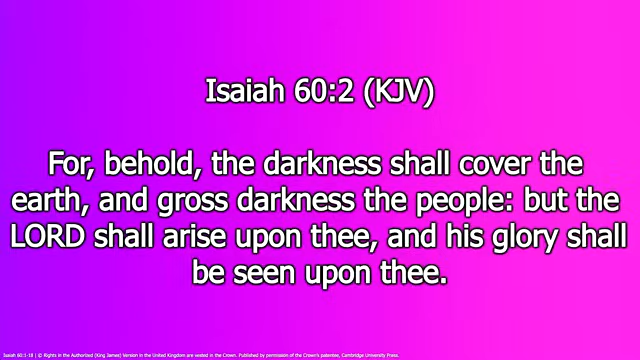 Isaiah 60:2 (KJV)
For, behold, the darkness shall cover the
earth, and gross darkness the people: but the
LORD shall arise upon thee, and his glory shall
be seen upon thee.
Isaiah 60:1-18 | © Rights in the Authorized (King James) Version in the United Kingdom are vested in the Crown. Published by permission of the Crown's patentee, Cambridge University Press.